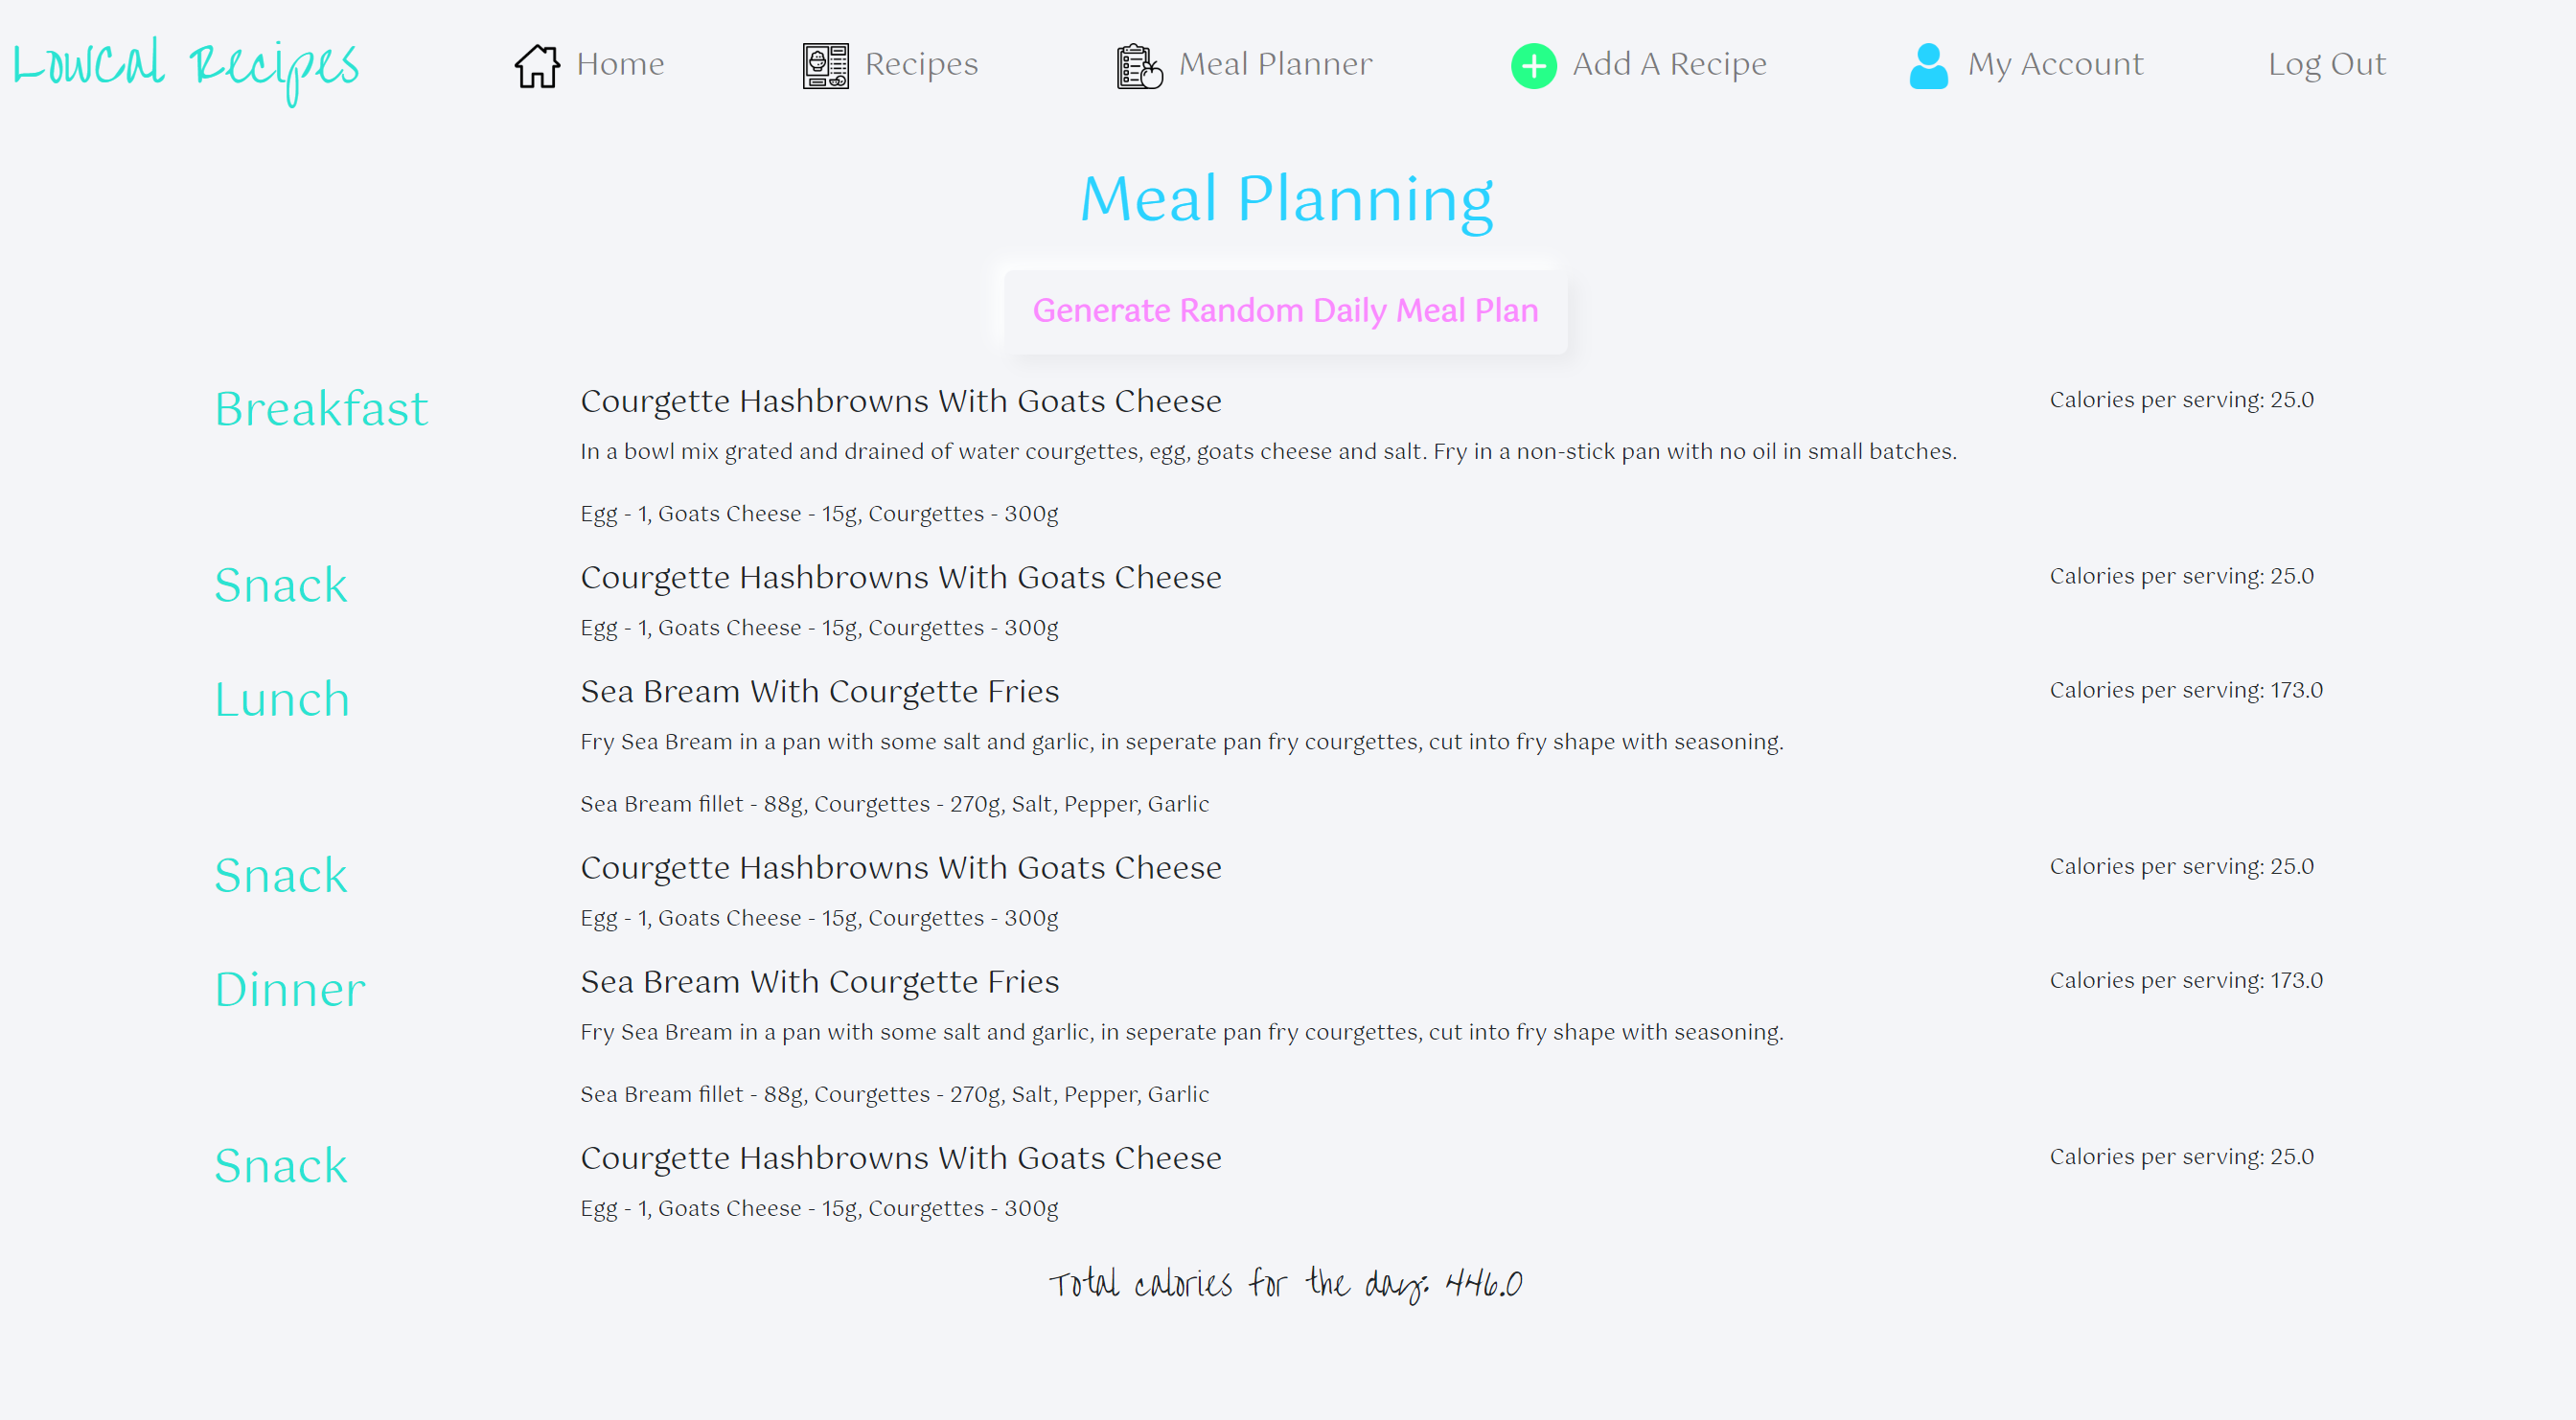 LowCal Recipes
Home
Recipes
Meal Planner
Add A Recipe
My Account
Log Out
Meal Planning
Generate Random Daily Meal Plan
Breakfast
Courgette Hashbrowns With Goats Cheese
Calories per serving: 25.0
In a bowl mix grated and drained of water courgettes, egg, goats cheese and salt. Fry in a non-stick pan with no oil in small batches.
Egg - 1, Goats Cheese - 15g, Courgettes - 300g
Snack
Courgette Hashbrowns With Goats Cheese
Calories per serving: 25.0
Egg - 1, Goats Cheese - 15g, Courgettes - 300g
Lunch
Sea Bream With Courgette Fries
Calories per serving: 173.0
Fry Sea Bream in a pan with some salt and garlic, in seperate pan fry courgettes, cut into fry shape with seasoning.
Sea Bream fillet - 88g, Courgettes - 270g, Salt, Pepper, Garlic
Snack
Courgette Hashbrowns With Goats Cheese
Calories per serving: 25.0
Egg - 1, Goats Cheese - 15g, Courgettes - 300g
Dinner
Sea Bream With Courgette Fries
Calories per serving: 173.0
Fry Sea Bream in a pan with some salt and garlic, in seperate pan fry courgettes, cut into fry shape with seasoning.
Sea Bream fillet - 88g, Courgettes - 270g, Salt, Pepper, Garlic
Snack
Courgette Hashbrowns With Goats Cheese
Calories per serving: 25.0
Egg - 1, Goats Cheese - 15g, Courgettes - 300g
Total calories for the day: 446.0